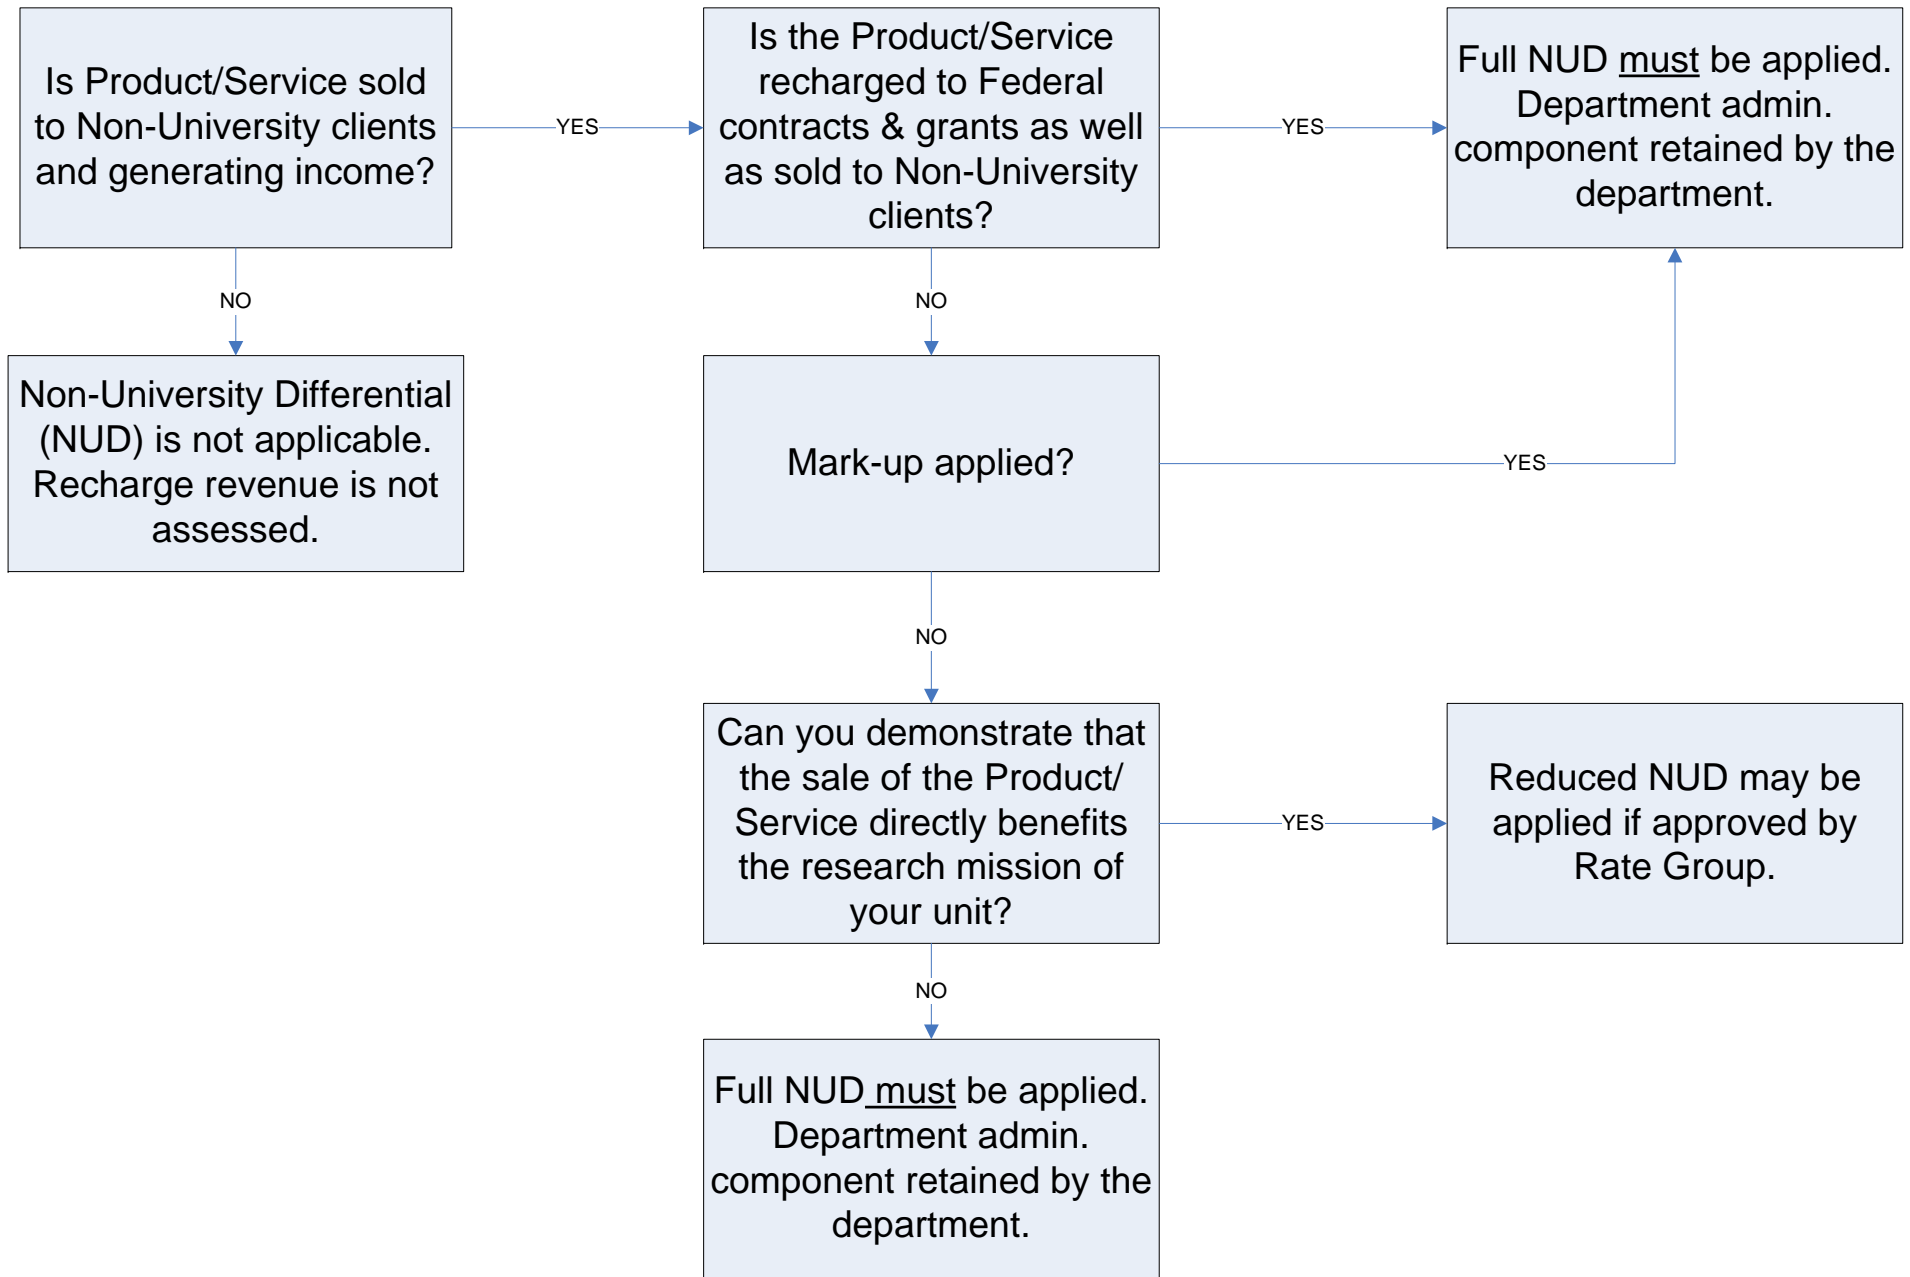 Is Product/Service sold
to Non-University clients
and generating income?
YES
Is the Product/Service
recharged to Federal
contracts & grants as well
as sold to Non-University
clients?
YES
Full NUD must be applied.
Department admin.
component retained by the
department.
NO
NO
Non-University Differential
(NUD) is not applicable.
Recharge revenue is not
assessed.
Mark-up applied?
YES
NO
Can you demonstrate that
the sale of the Product/
Service directly benefits
the research mission of
your unit?
YES
Reduced NUD may be
applied if approved by
Rate Group.
NO
Full NUD must be applied.
Department admin.
component retained by the
department.